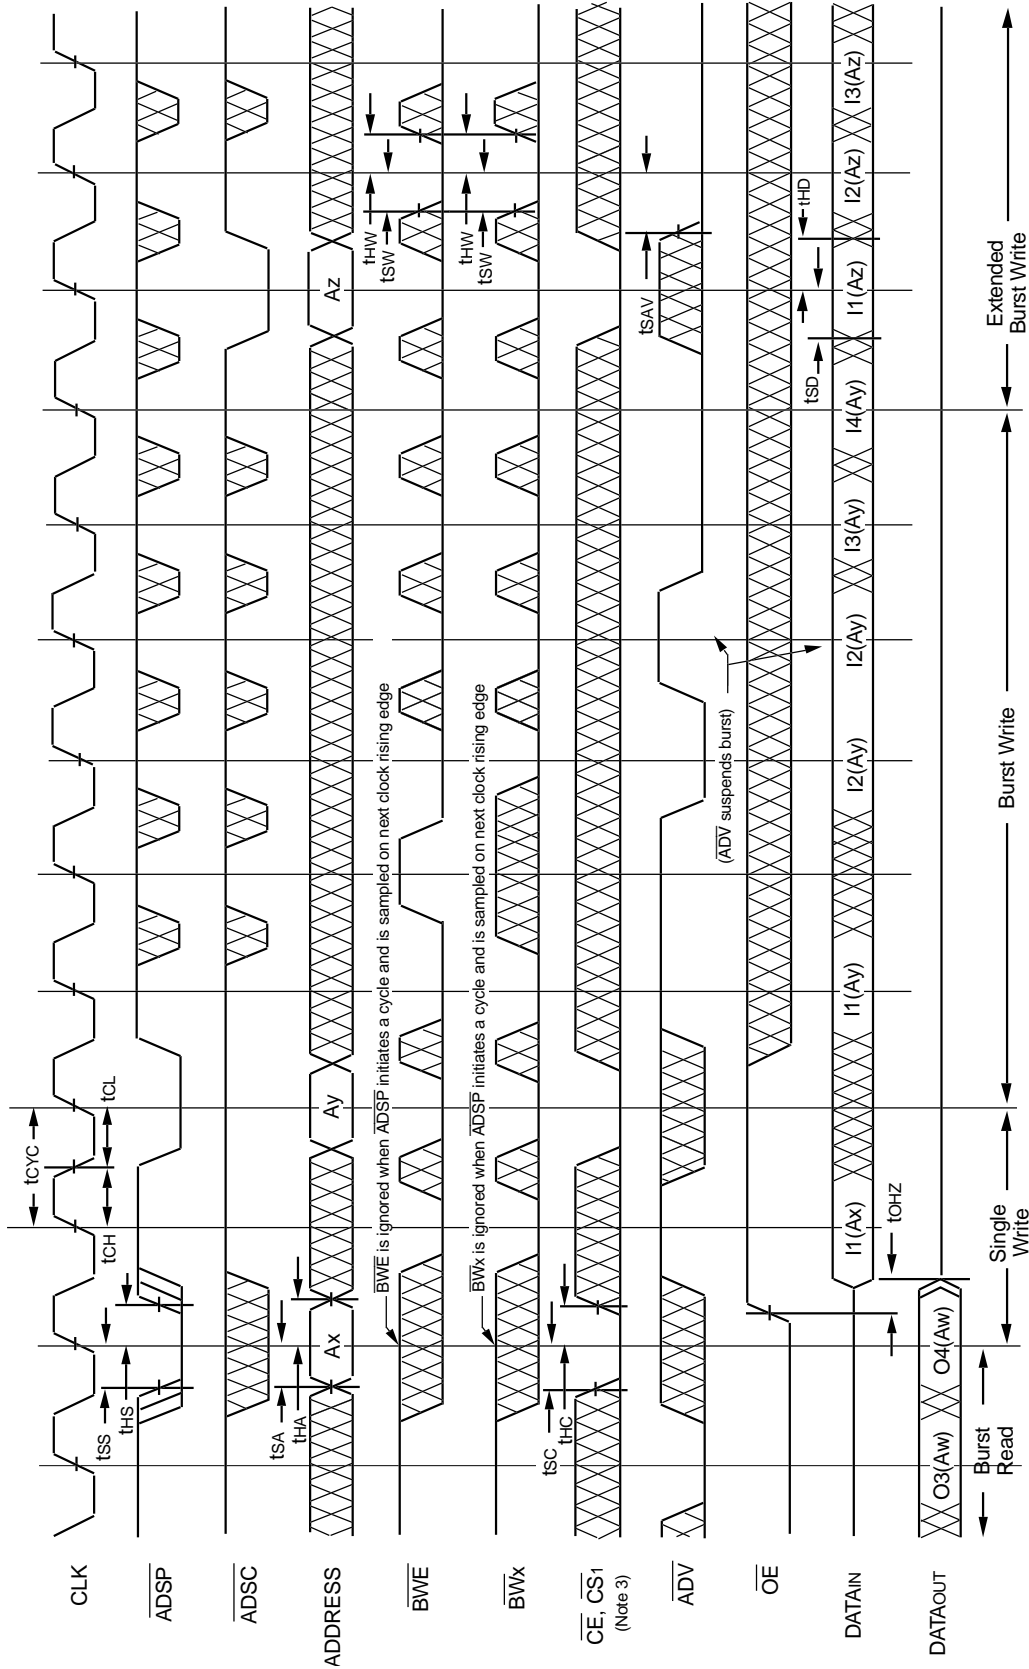 CLK
ADSP
ADSC
ADDRESS
BWE
BWx
CE, CS1
(Note 3)
ADV
OE
DATAIN
DATAOUT
tCYC
tCH
tCL
tSS
tHS
tSA
tHA
Ax
Ay
Az
BWE is ignored when ADSP initiates a cycle and is sampled on next clock rising edge
tHW
tSW
BWx is ignored when ADSP initiates a cycle and is sampled on next clock rising edge
tHW
tSW
tSC
tHC
tSAV
(ADV suspends burst)
tOHZ
tSD
tHD
I1(Ax)
I1(Ay)
I2(Ay)
I2(Ay)
I3(Ay)
I4(Ay)
I1(Az)
I2(Az)
I3(Az)
O3(Aw)
O4(Aw)
Burst
Read
Single
Write
Burst Write
Extended
Burst Write